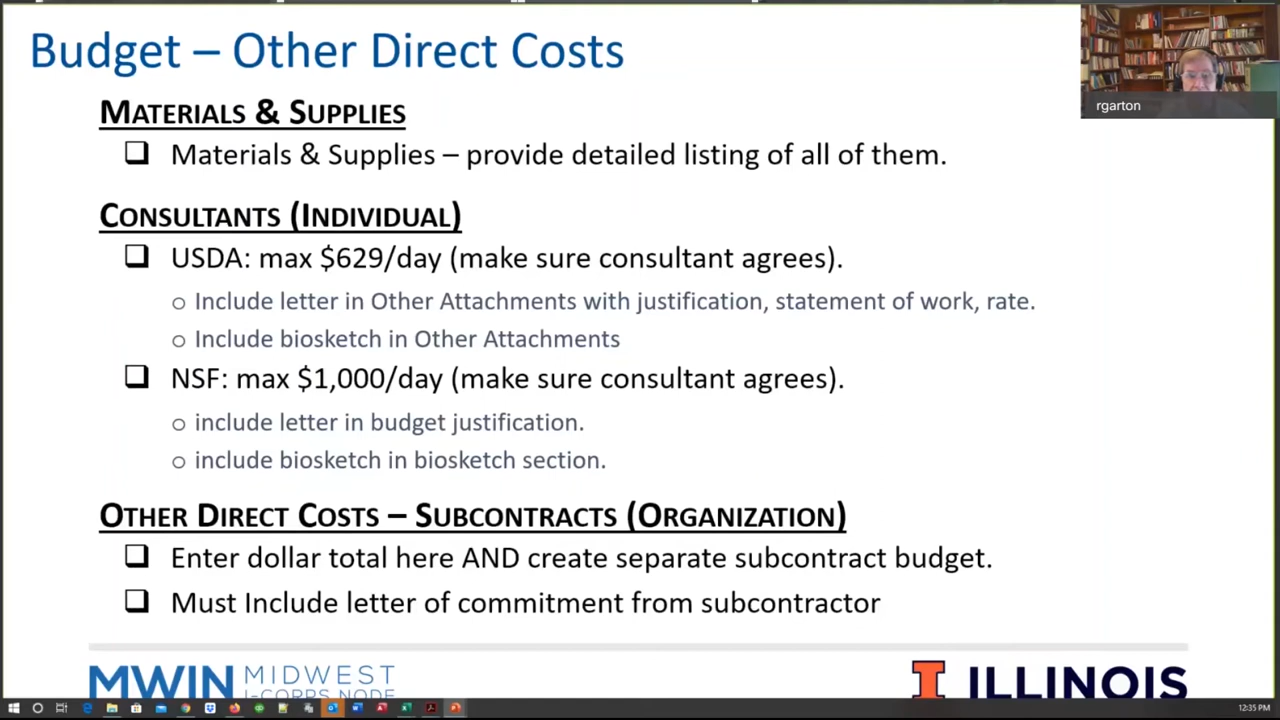 Budget – Other Direct Costs
rgarton
MATERIALS & SUPPLIES
Materials & Supplies – provide detailed listing of all of them.
CONSULTANTS (INDIVIDUAL)
USDA: max $629/day (make sure consultant agrees).
Include letter in Other Attachments with justification, statement of work, rate.
Include biosketch in Other Attachments
NSF: max $1,000/day (make sure consultant agrees).
include letter in budget justification.
include biosketch in biosketch section.
OTHER DIRECT COSTS – SUBCONTRACTS (ORGANIZATION)
Enter dollar total here AND create separate subcontract budget.
Must Include letter of commitment from subcontractor
MWIN MIDWEST
I-CORPS NODE
I ILLINOIS
12:35 PM